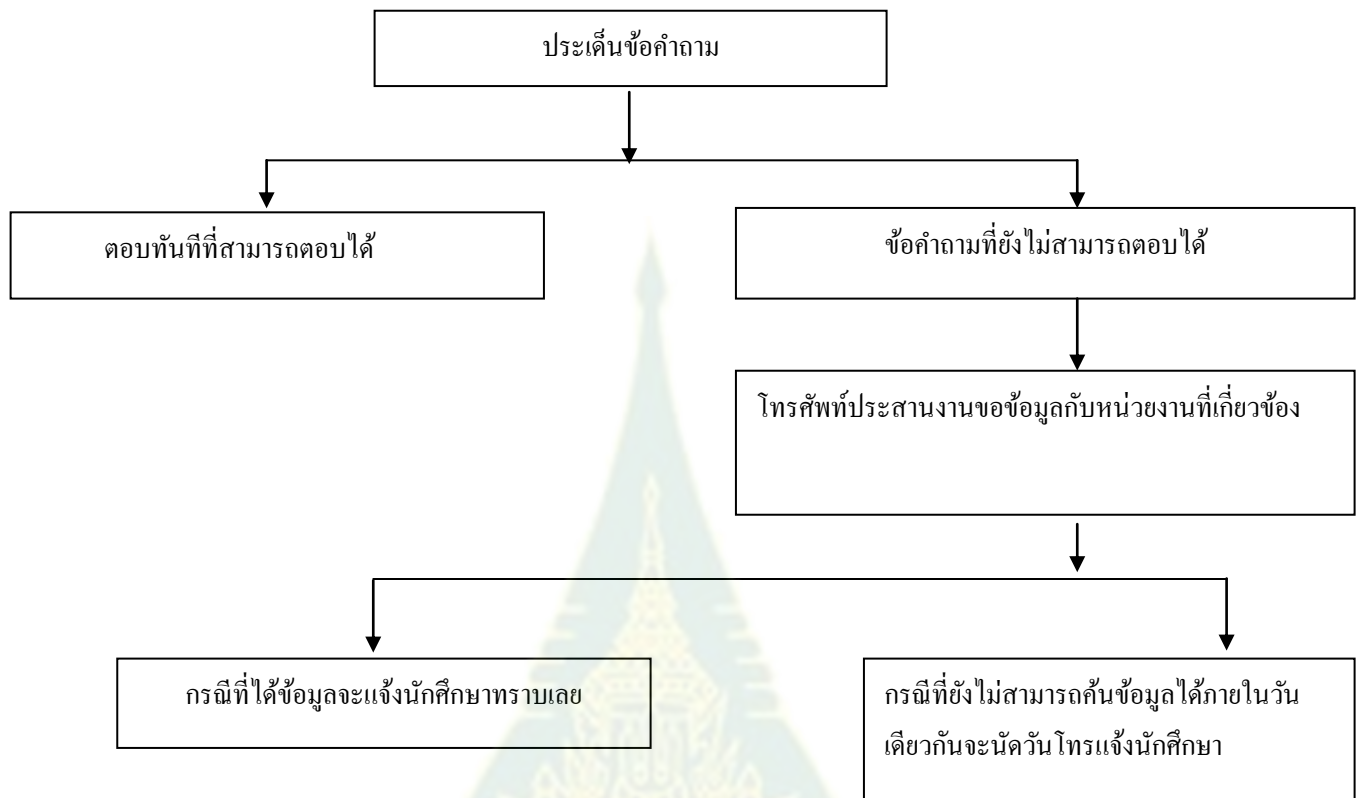 ประเด็นข้อคำถาม
ตอบทันทีที่สามารถตอบได้
ข้อคำถามที่ยังไม่สามารถตอบได้
โทรศัพท์ประสานงานขอข้อมูลกับหน่วยงานที่เกี่ยวข้อง
กรณีที่ได้ข้อมูลจะแจ้งนักศึกษาทราบเลย
กรณีที่ยังไม่สามารถค้นข้อมูลได้ภายในวัน
เดียวกันจะนัดวันโทรแจ้งนักศึกษา